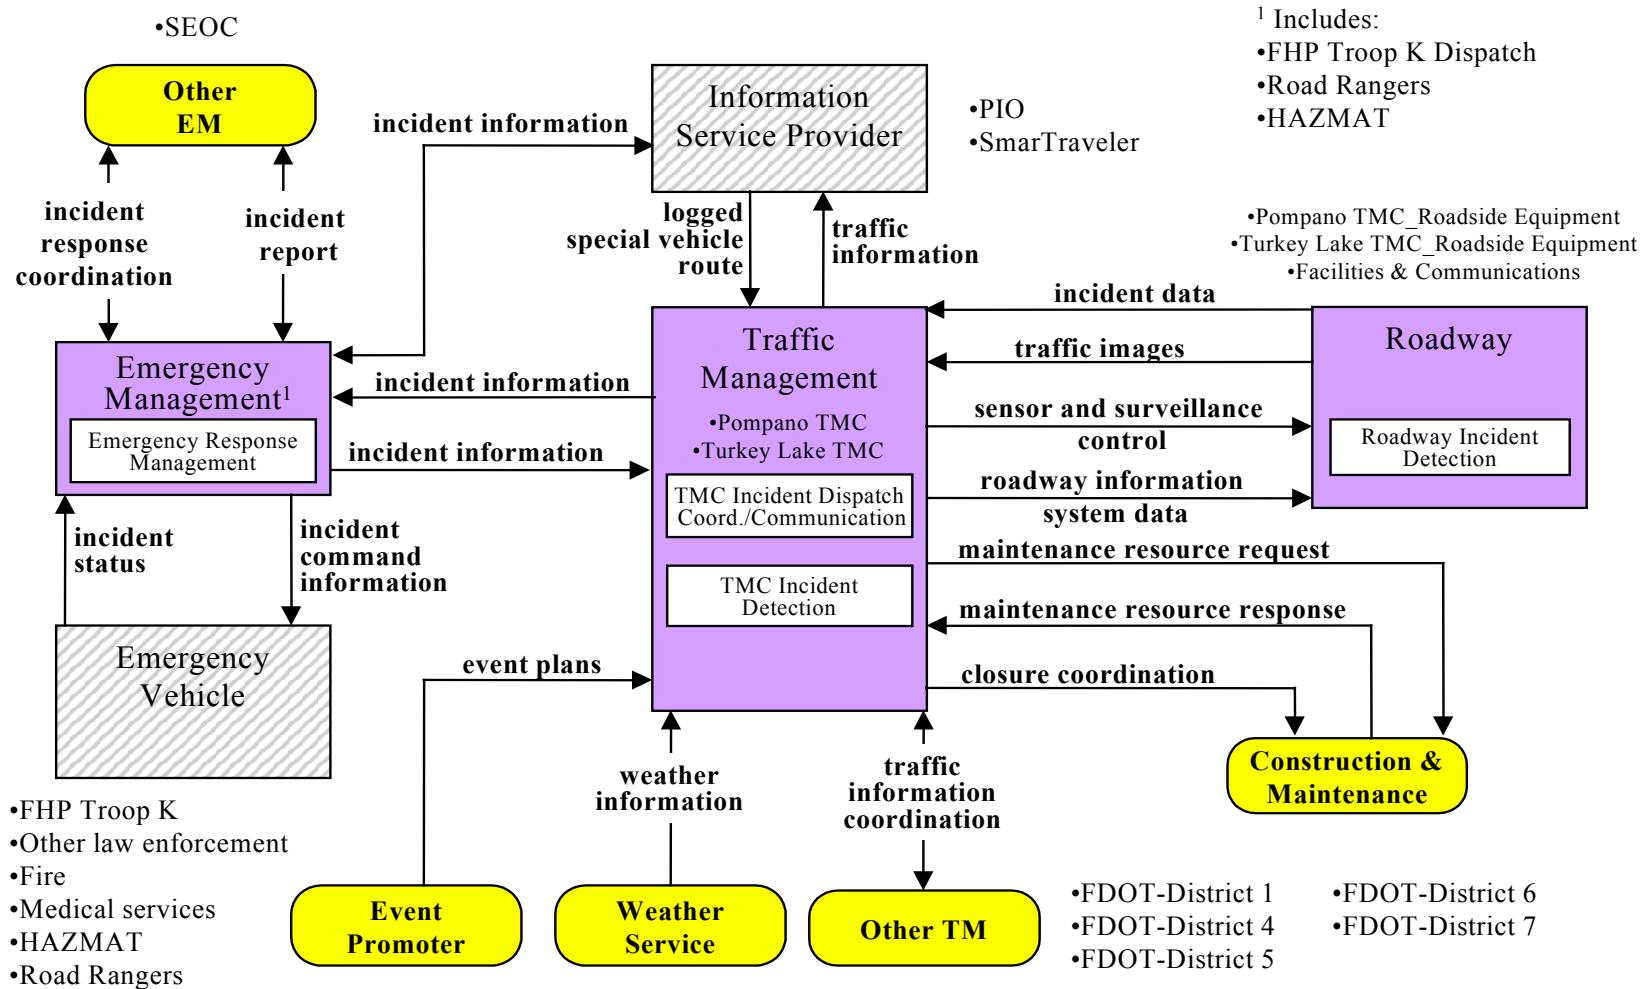 •SEOC
Other
EM
incident information
Information
Service Provider
•PIO
•SmarTraveler
¹ Includes:
•FHP Troop K Dispatch
•Road Rangers
•HAZMAT
incident
response
coordination
incident
report
logged
special vehicle
route
traffic
information
•Pompano TMC_Roadside Equipment
•Turkey Lake TMC_Roadside Equipment
•Facilities & Communications
Emergency
Management¹
Emergency Response
Management
incident information
incident information
Traffic
Management
•Pompano TMC
•Turkey Lake TMC
TMC Incident Dispatch
Coord./Communication
TMC Incident
Detection
incident data
traffic images
sensor and surveillance
control
roadway information
system data
Roadway
Roadway Incident
Detection
maintenance resource request
maintenance resource response
closure coordination
incident
status
incident
command
information
Emergency
Vehicle
event plans
weather
information
traffic
information
coordination
Construction &
Maintenance
•FHP Troop K
•Other law enforcement
•Fire
•Medical services
•HAZMAT
•Road Rangers
Event
Promoter
Weather
Service
Other TM
•FDOT-District 1
•FDOT-District 4
•FDOT-District 5
•FDOT-District 6
•FDOT-District 7